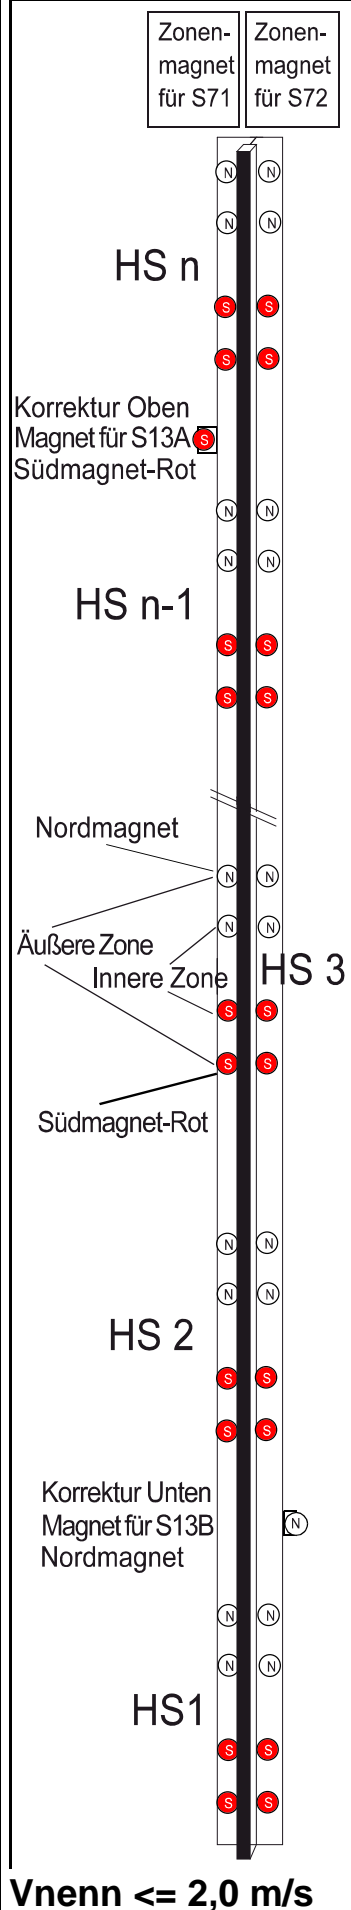 Zonen-
magnet
für S71
Zonen-
magnet
für S72
N N
N N
HS n
S S
S S
Korrektur Oben
Magnet für S13A S
Südmagnet-Rot
N N
N N
HS n-1
S S
S S
Nordmagnet
N N
N N
Äußere Zone
Innere Zone
HS 3
S S
S S
Südmagnet-Rot
N N
N N
HS 2
S S
S S
Korrektur Unten
Magnet für S13B N
Nordmagnet
N N
N N
HS1
S S
S S
Vnenn <= 2,0 m/s